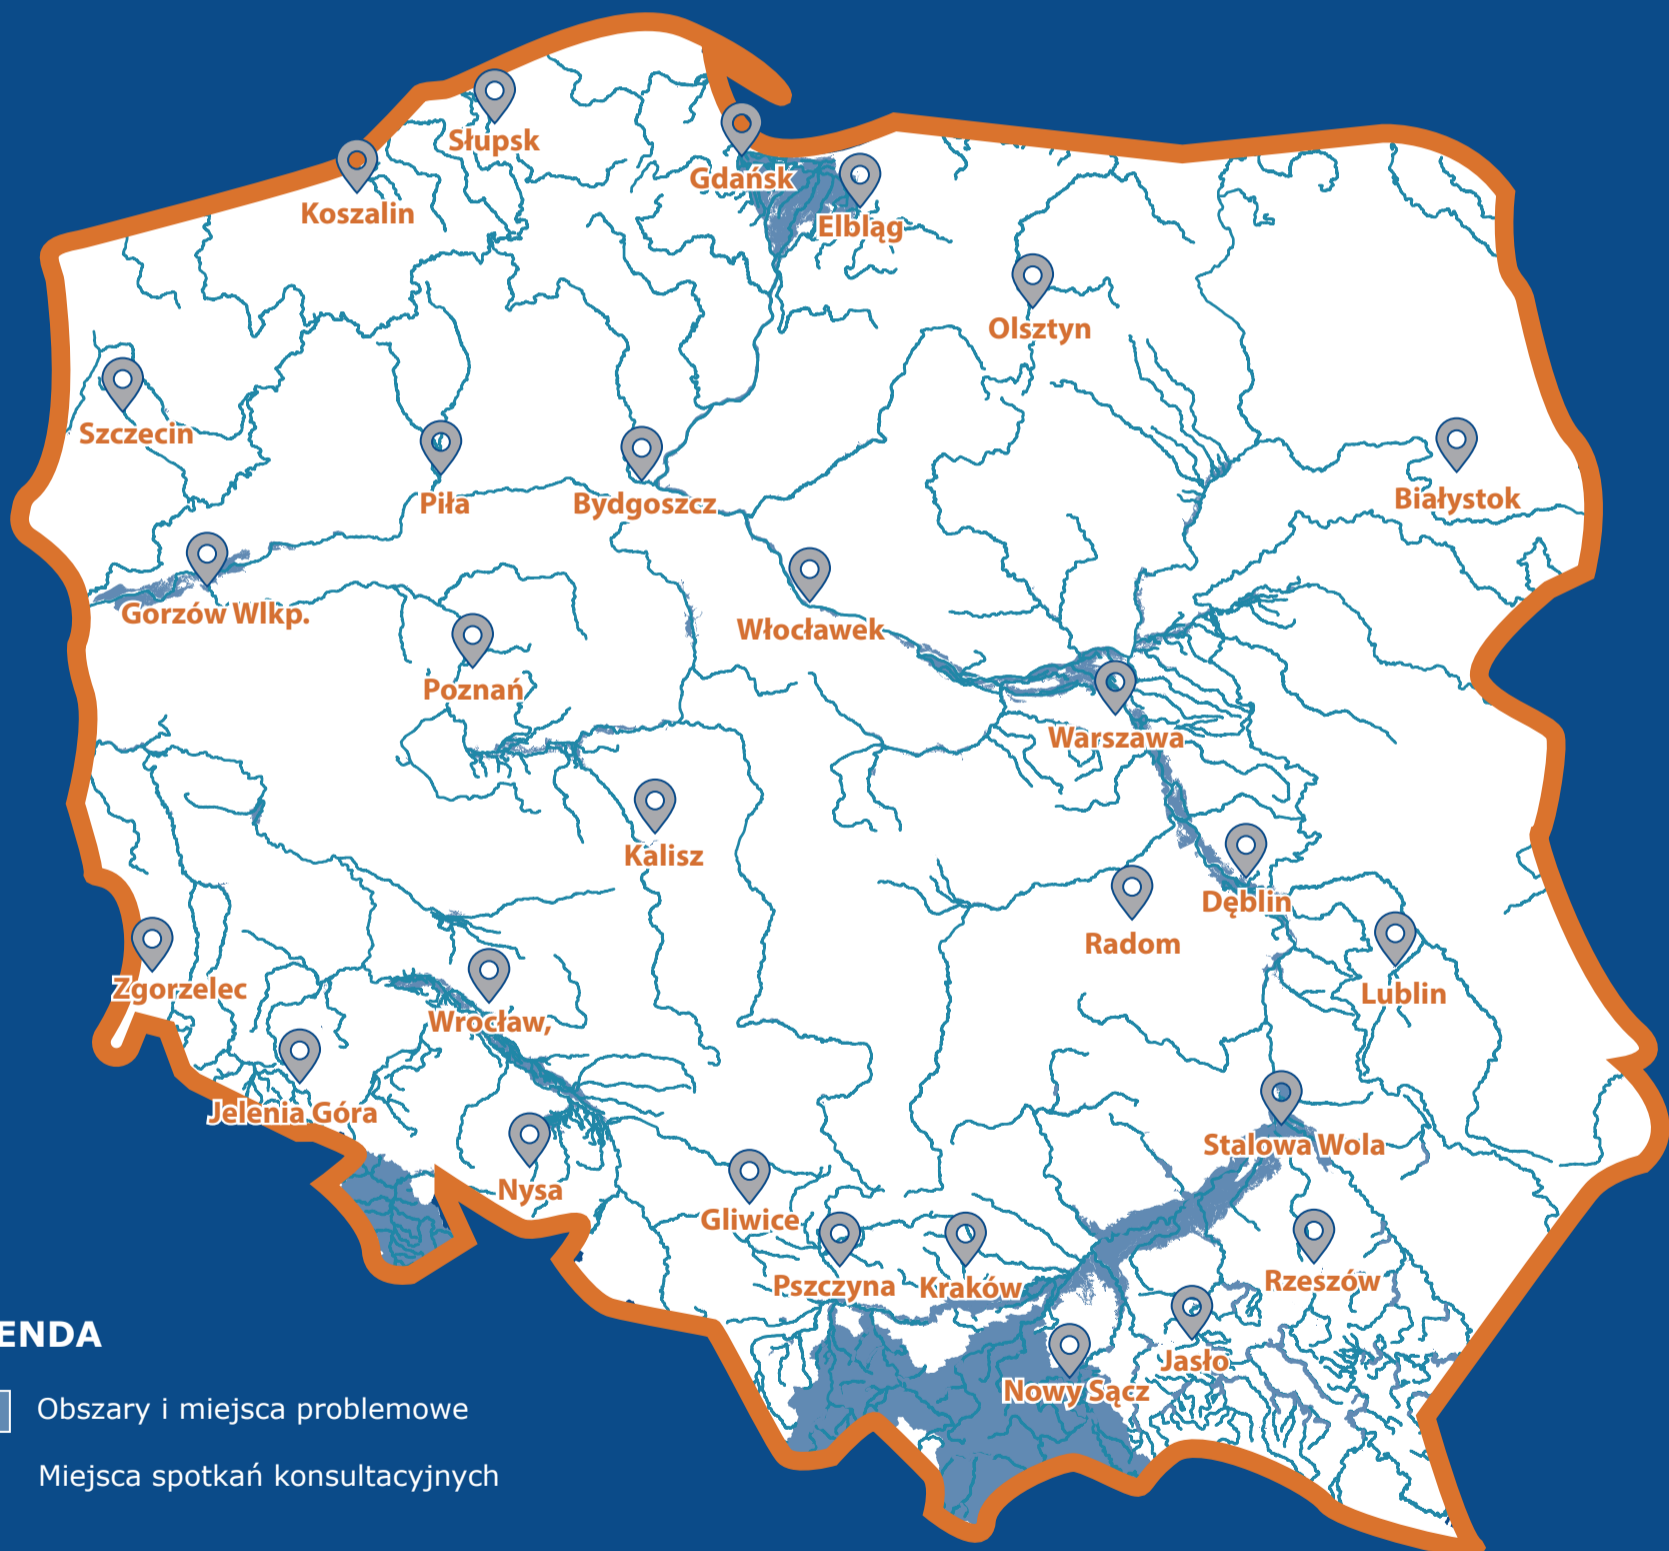 Słupsk
Gdańsk
Koszalin
Elbląg
Olsztyn
Szczecin
Piła
Bydgoszcz
Białystok
Gorzów Wlkp.
Włocławek
Poznań
Warszawa
Kalisz
Dęblin
Radom
Zgorzelec
Lublin
Wrocław,
Jelenia Góra
Stalowa Wola
Nysa
Gliwice
Pszczyna
Kraków
Rzeszów
Jasło
Nowy Sącz
ENDA
Obszary i miejsca problemowe
Miejsca spotkań konsultacyjnych